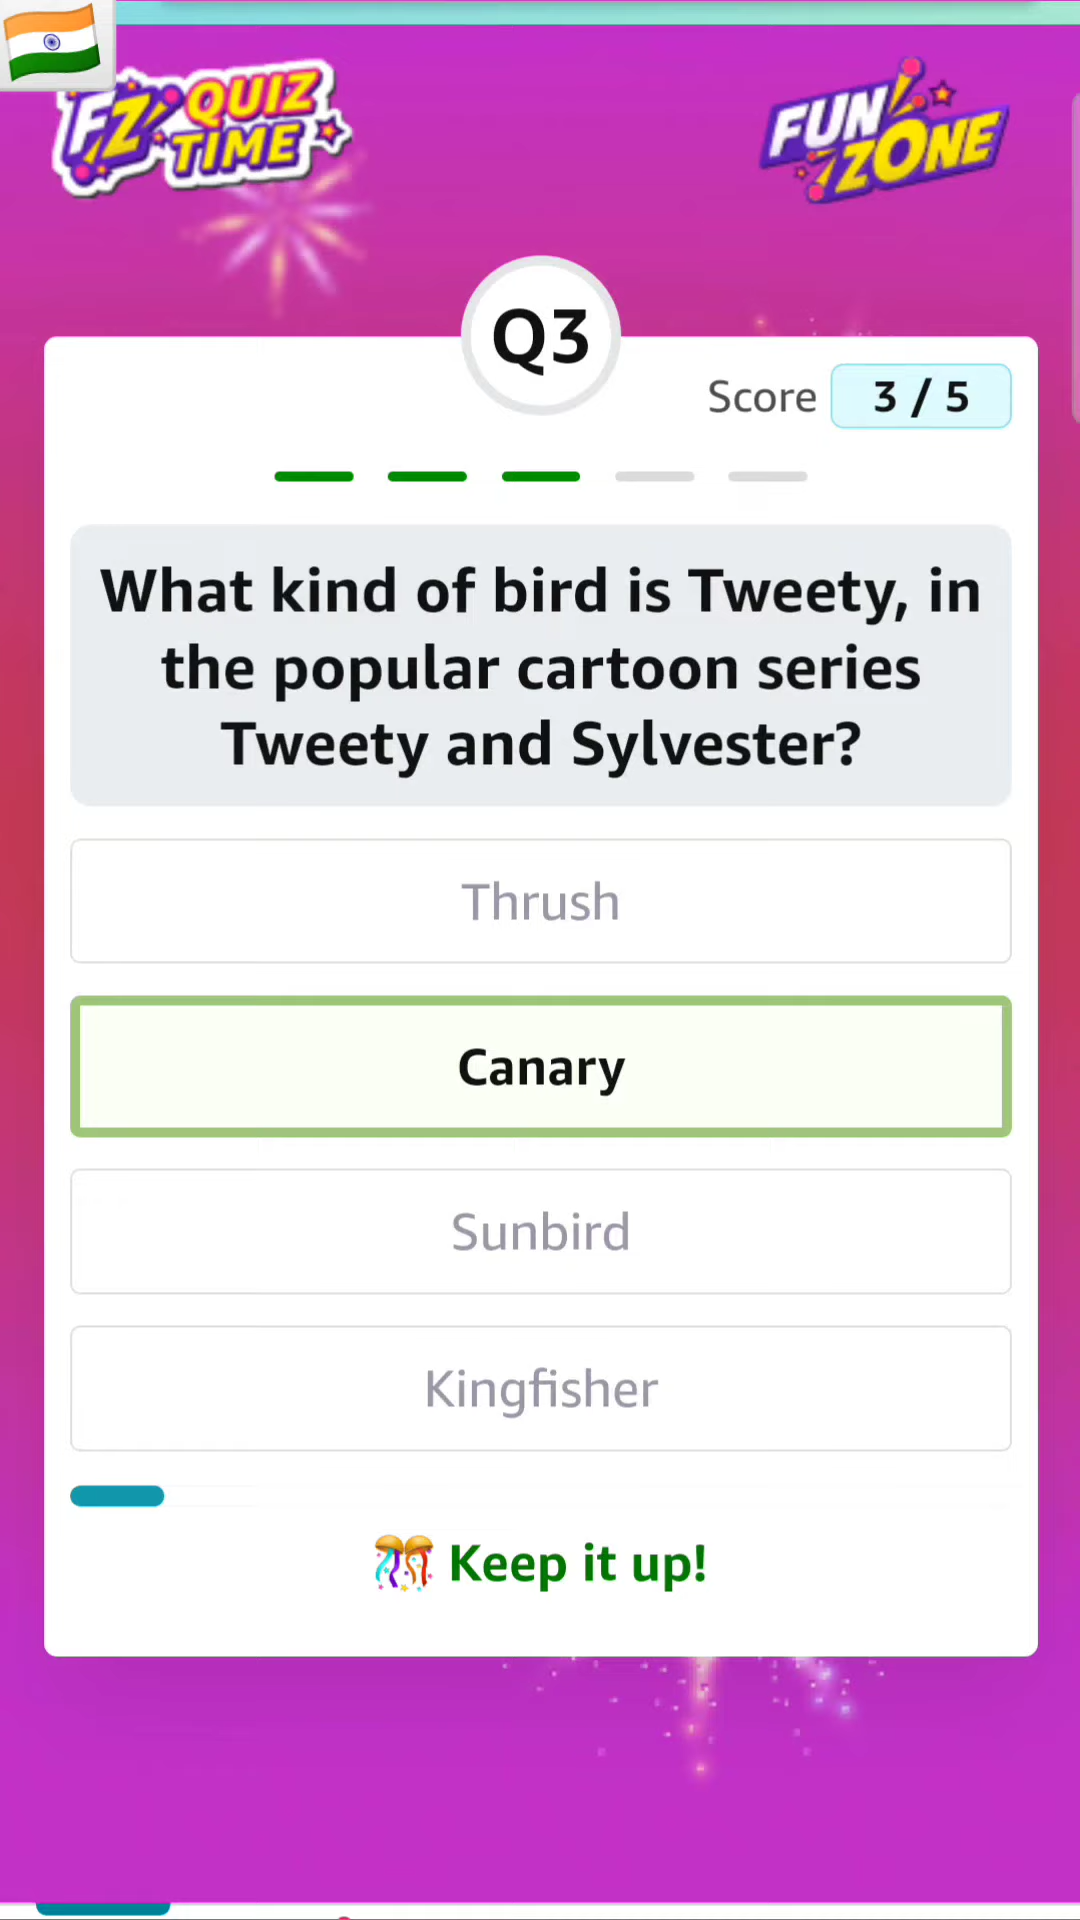 FZ QUIZ TIME
FUN ZONE
Q3
Score 3 / 5
What kind of bird is Tweety, in
the popular cartoon series
Tweety and Sylvester?
Thrush
Canary
Sunbird
Kingfisher
🎊 Keep it up!